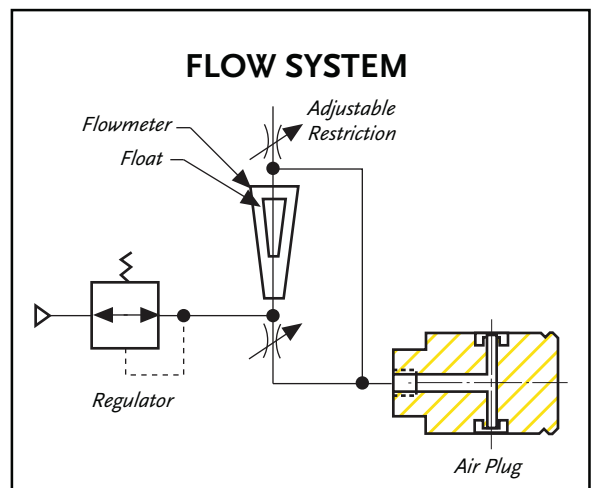 FLOW SYSTEM
Flowmeter
Float
Adjustable
Restriction
Regulator
Air Plug